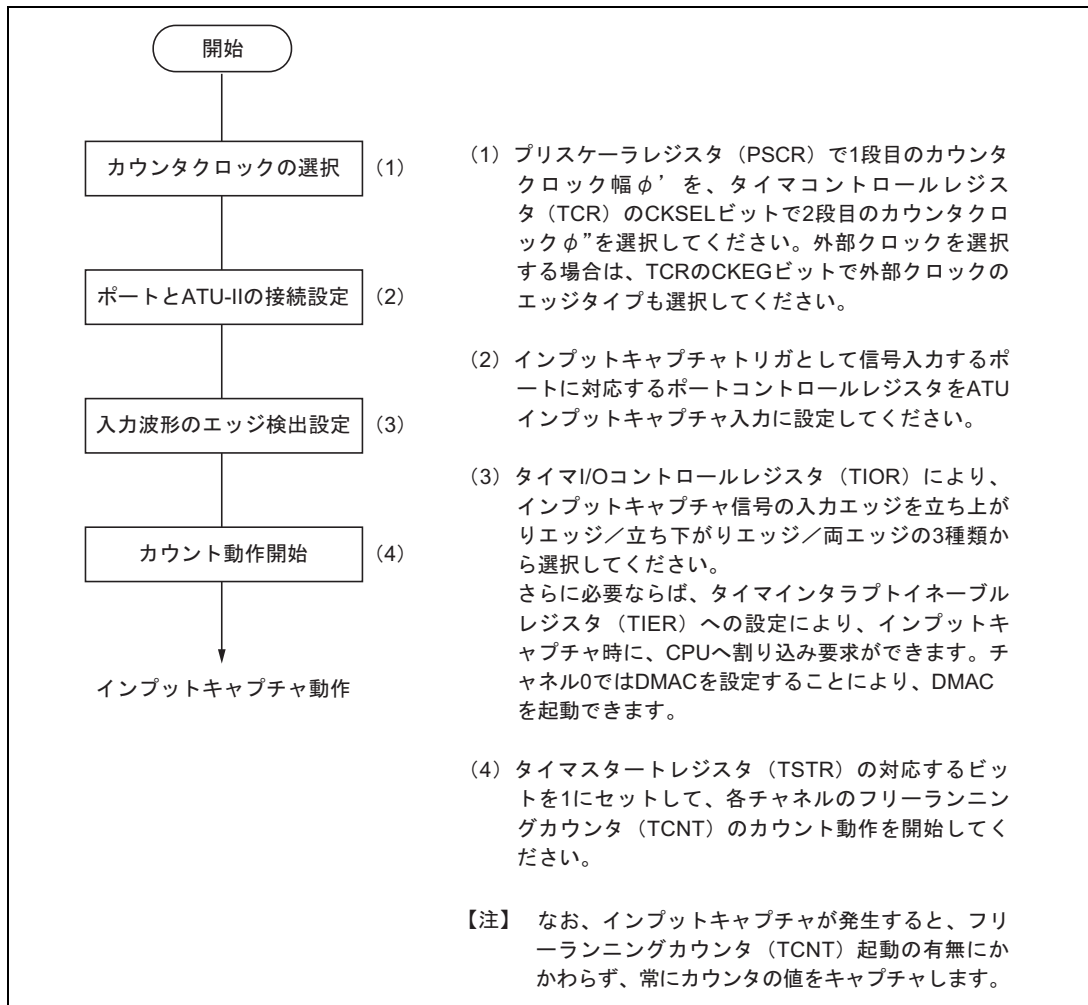 開始
カウンタクロックの選択 (1)
ポートとATU-IIの接続設定 (2)
入力波形のエッジ検出設定 (3)
カウント動作開始 (4)
インプットキャプチャ動作
(1) プリスケーラレジスタ(PSCR)で1段目のカウンタ
クロック幅φ’を、タイマコントロールレジス
タ(TCR)のCKSELビットで2段目のカウンタクロ
ックφ”を選択してください。外部クロックを選択
する場合は、TCRのCKEGビットで外部クロックの
エッジタイプも選択してください。
(2) インプットキャプチャトリガとして信号入力するポ
ートに対応するポートコントロールレジスタをATU
インプットキャプチャ入力に設定してください。
(3) タイマI/Oコントロールレジスタ(TIOR)により、
インプットキャプチャ信号の入力エッジを立ち上が
りエッジ/立ち下がりエッジ/両エッジの3種類か
ら選択してください。
さらに必要ならば、タイマインタラプトイネーブル
レジスタ(TIER)への設定により、インプットキ
ャプチャ時に、CPUへ割り込み要求ができます。チ
ャネル0ではDMACを設定することにより、DMAC
を起動できます。
(4) タイマスタートレジスタ(TSTR)の対応するビッ
トを1にセットして、各チャネルのフリーランニン
グカウンタ(TCNT)のカウント動作を開始してく
ださい。
【注】 なお、インプットキャプチャが発生すると、フリ
ーランニングカウンタ(TCNT)起動の有無にか
かわらず、常にカウンタの値をキャプチャします。